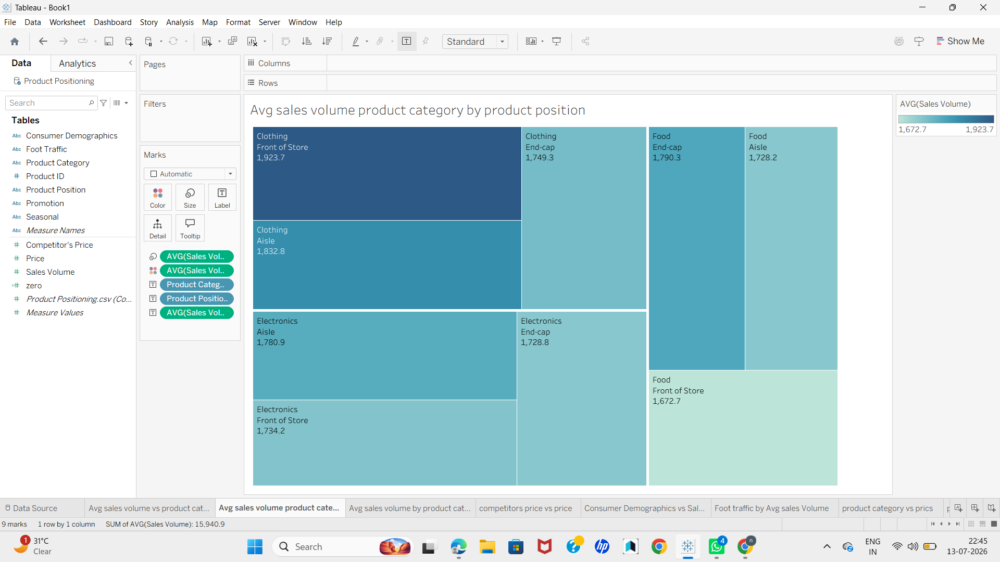 Tableau - Book1
File Data Worksheet Dashboard Story Analysis Map Format Server Window Help
Standard
Show Me
Data
Analytics
Product Positioning
Search
Tables
Abc Consumer Demographics
Abc Foot Traffic
Abc Product Category
# Product ID
Abc Product Position
Abc Promotion
Abc Seasonal
Abc Measure Names
# Competitor's Price
# Price
# Sales Volume
=# zero
# Product Positioning.csv (Co...
# Measure Values
Pages
Filters
Marks
Automatic
Color
Size
T
Label
Detail
Tooltip
AVG(Sales Vol..
AVG(Sales Vol..
T Product Categ..
T Product Positio..
T AVG(Sales Vol..
Columns
Rows
Avg sales volume product category by product position
Clothing
Front of Store
1,923.7
Clothing
Aisle
1,832.8
Clothing
End-cap
1,749.3
Electronics
Aisle
1,780.9
Electronics
Front of Store
1,734.2
Electronics
End-cap
1,728.8
Food
End-cap
1,790.3
Food
Aisle
1,728.2
Food
Front of Store
1,672.7
AVG(Sales Volume)
1,672.7 1,923.7
Data Source
Avg sales volume vs product cat...
Avg sales volume product cate...
Avg sales volume by product cat...
competitors price vs price
Consumer Demographics vs Sal...
Foot traffic by Avg sales Volume
product category vs prics
9 marks 1 row by 1 column SUM of AVG(Sales Volume): 15,940.9
1
31°C
Clear
Search
?
hp
4
n
ENG
IN
22:45
13-07-2026